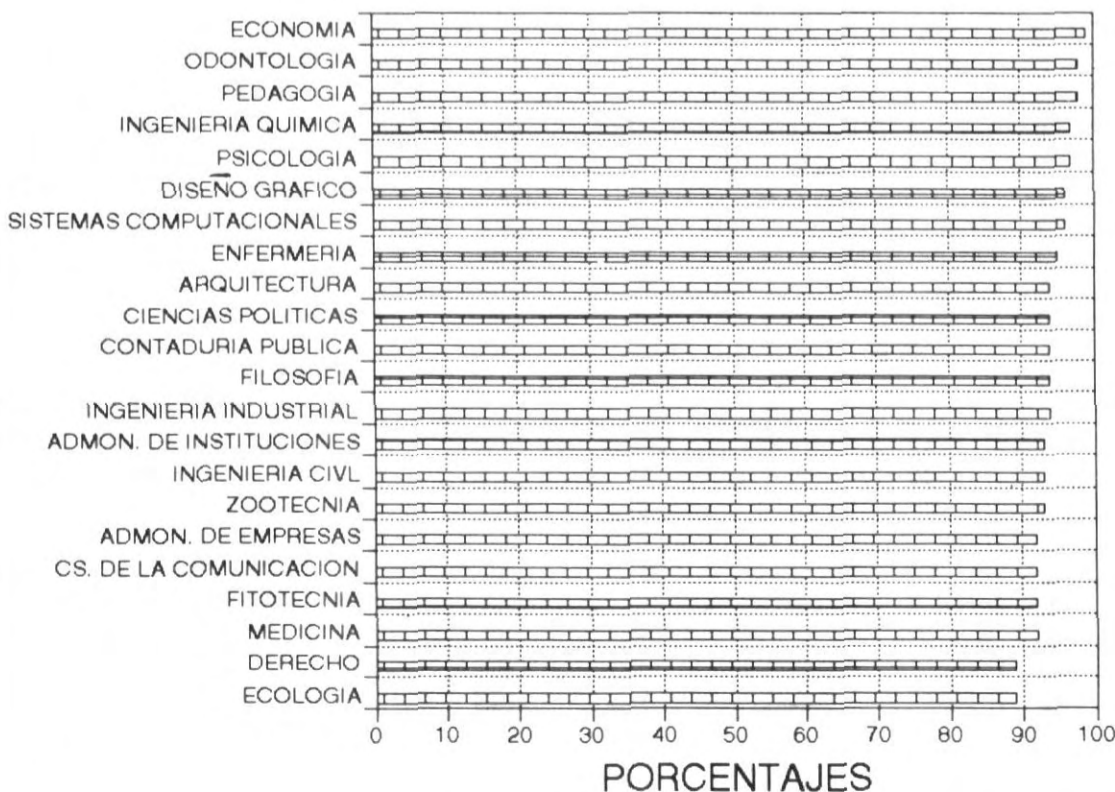 ECONOMIA
ODONTOLOGIA
PEDAGOGIA
INGENIERIA QUIMICA
PSICOLOGIA
DISEÑO GRAFICO
SISTEMAS COMPUTACIONALES
ENFERMERIA
ARQUITECTURA
CIENCIAS POLITICAS
CONTADURIA PUBLICA
FILOSOFIA
INGENIERIA INDUSTRIAL
ADMON. DE INSTITUCIONES
INGENIERIA CIVL
ZOOTECNIA
ADMON. DE EMPRESAS
CS. DE LA COMUNICACION
FITOTECNIA
MEDICINA
DERECHO
ECOLOGIA
0 10 20 30 40 50 60 70 80 90 100
PORCENTAJES